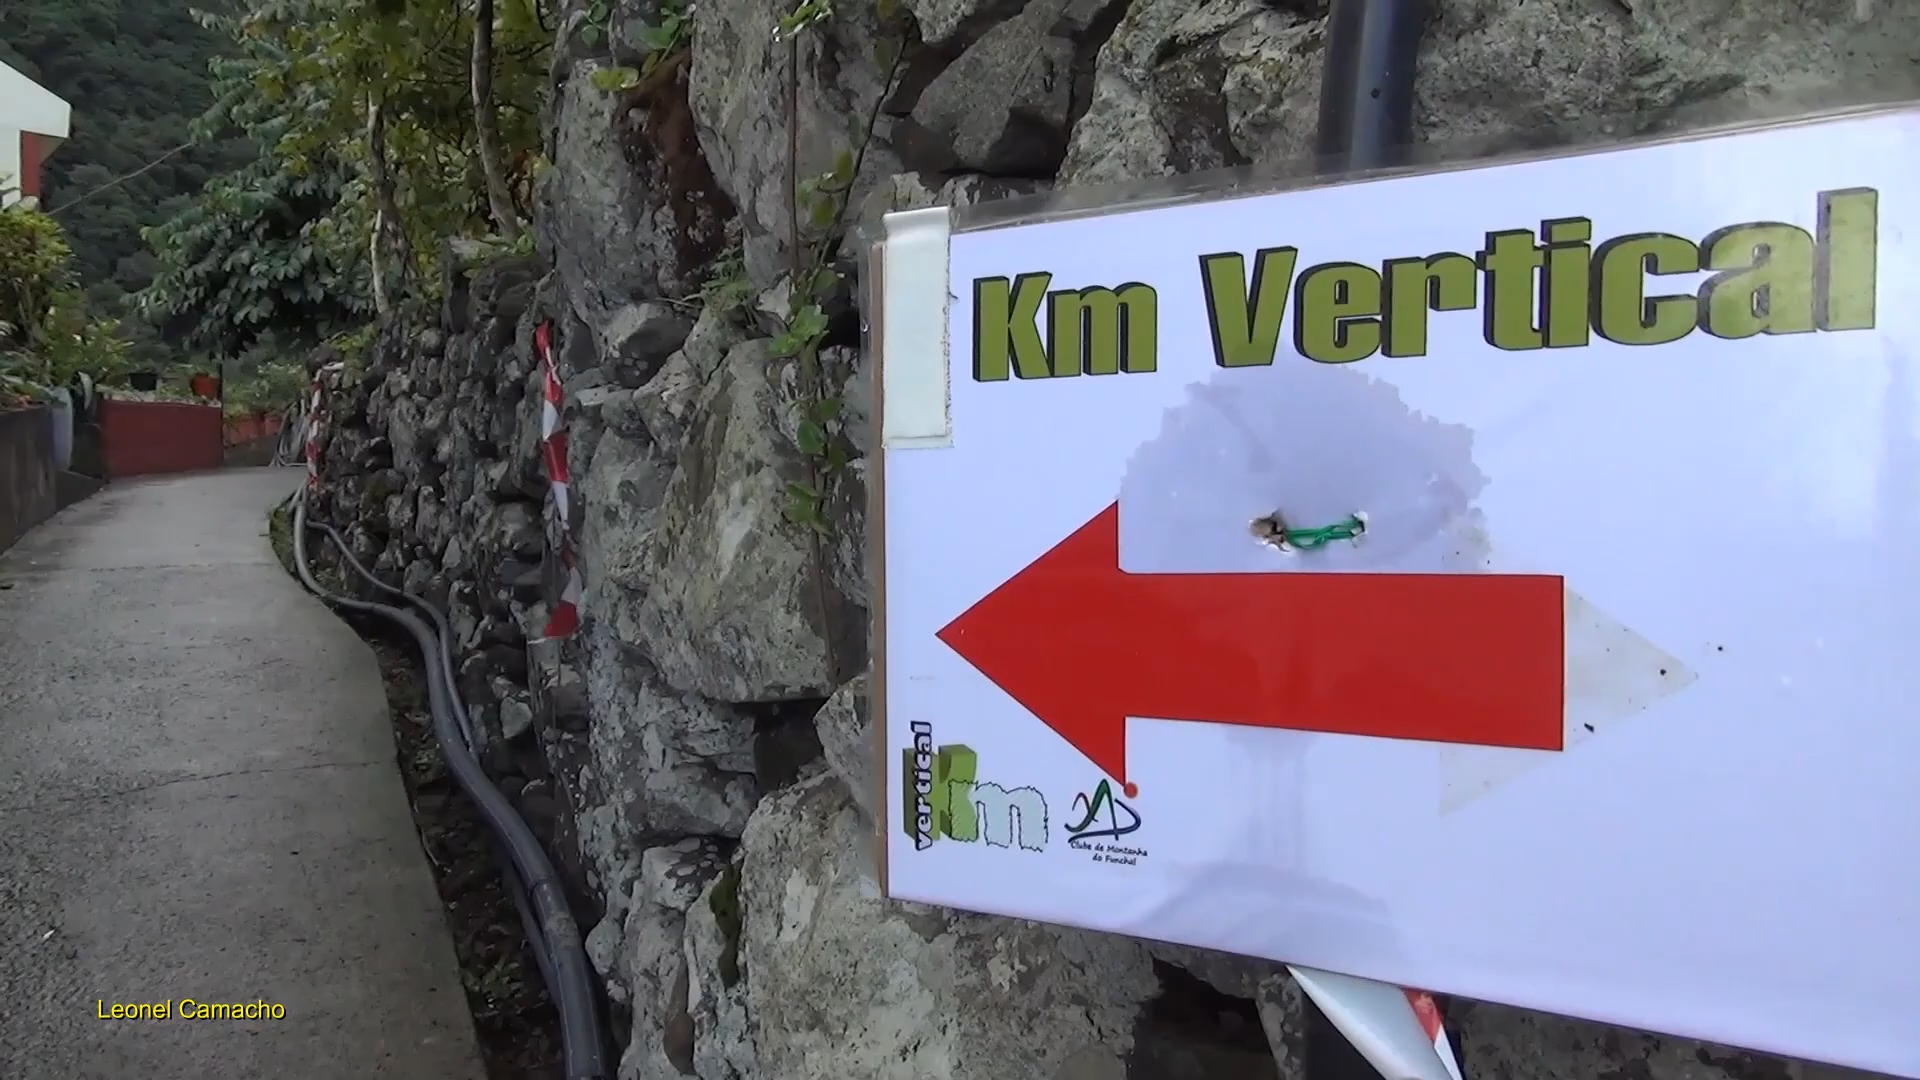 Km Vertical
vertical
km
Clube de Montanha
do Funchal
Leonel Camacho